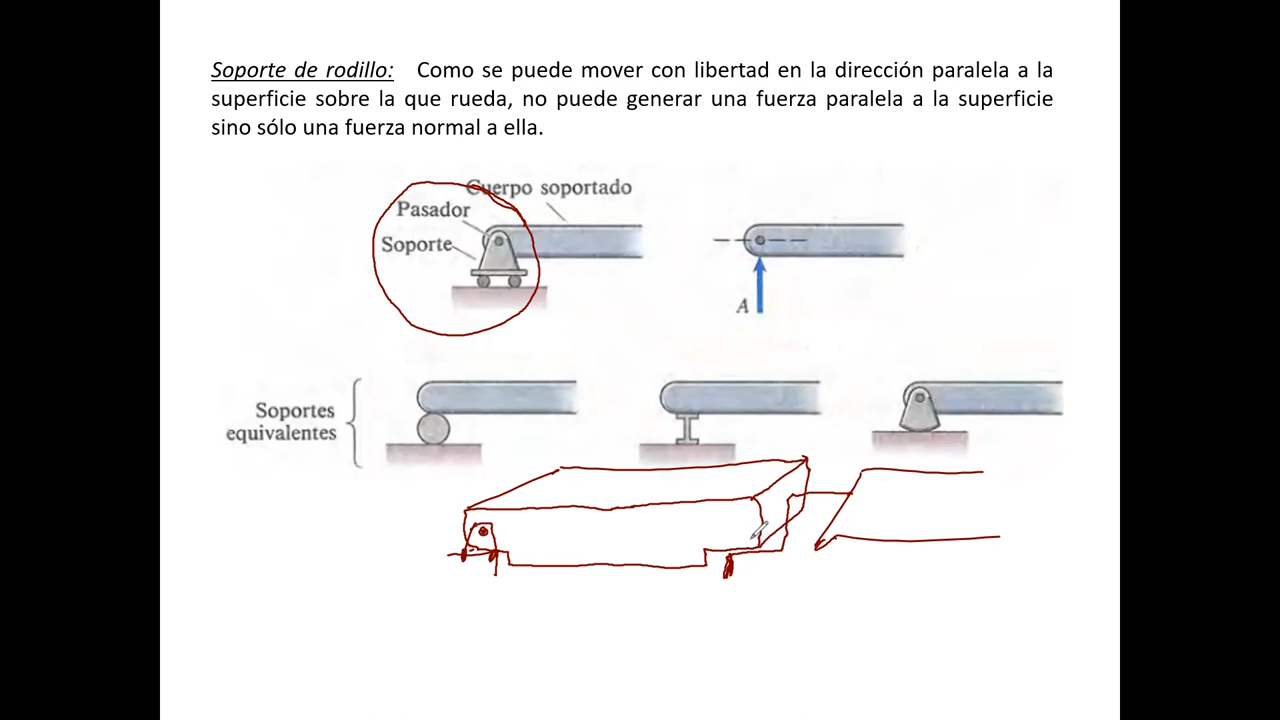 Soporte de rodillo: Como se puede mover con libertad en la dirección paralela a la
superficie sobre la que rueda, no puede generar una fuerza paralela a la superficie
sino sólo una fuerza normal a ella.
Cuerpo soportado
Pasador
Soporte
A
Soportes
equivalentes